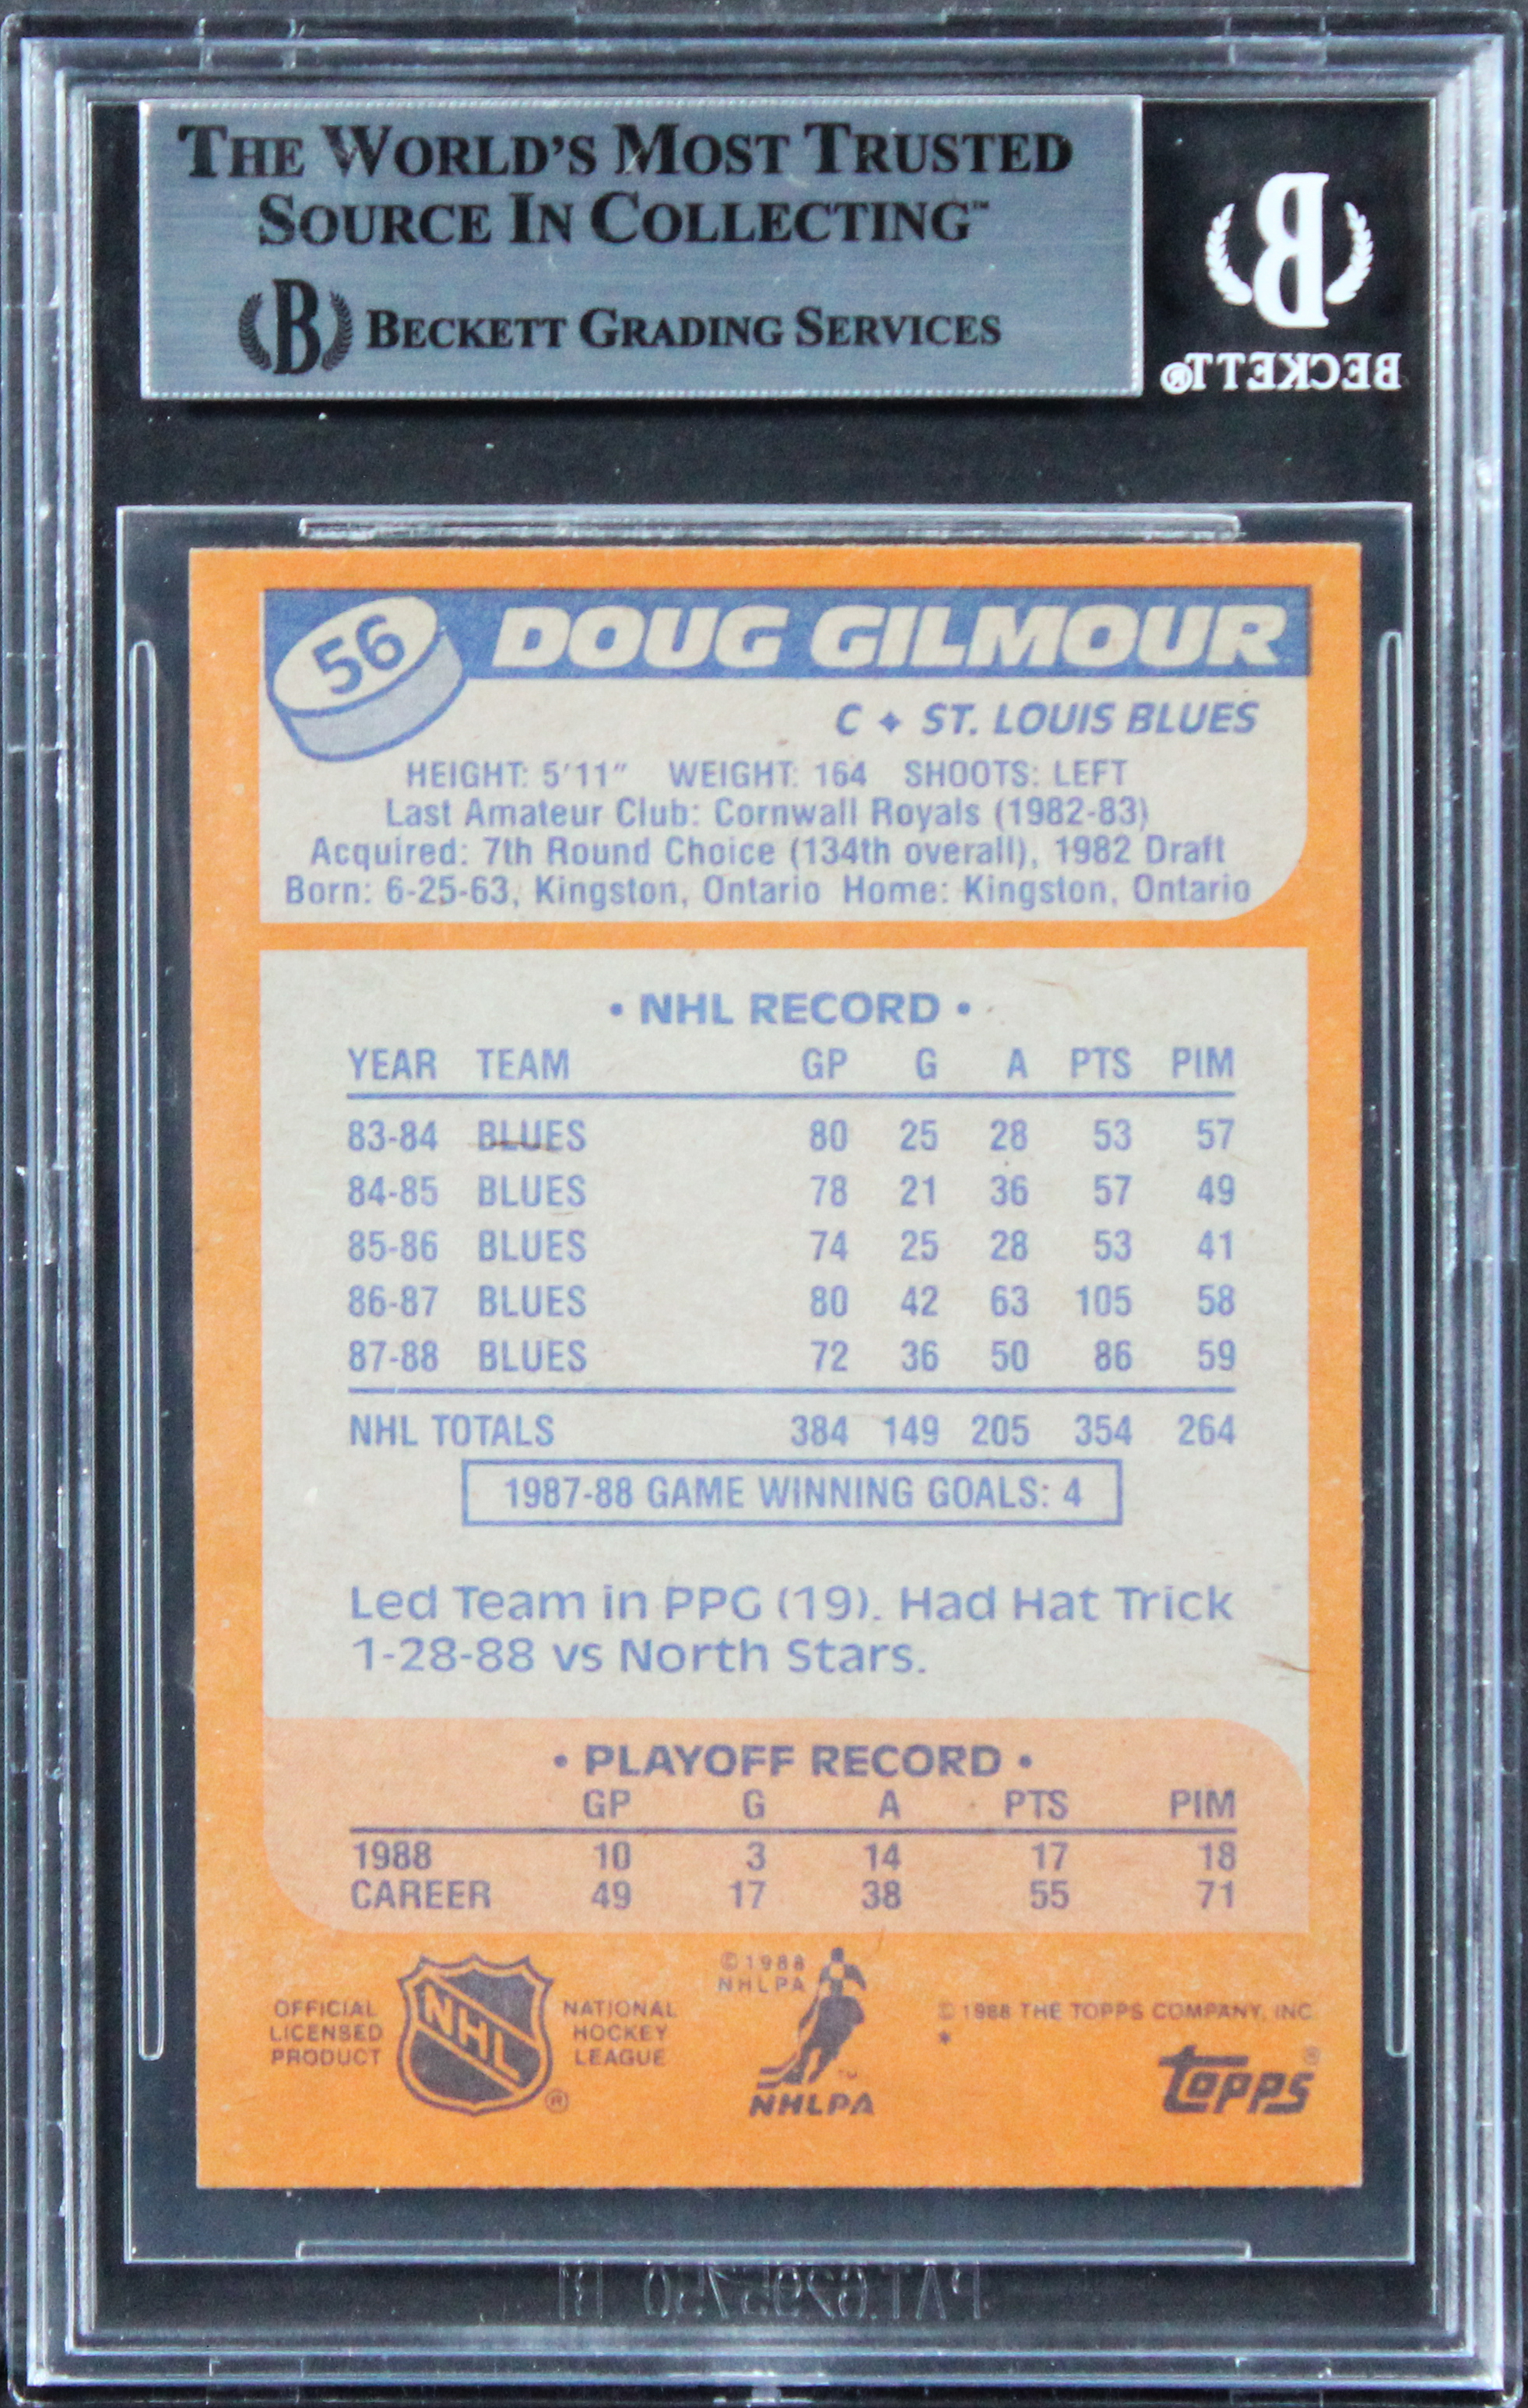 THE WORLD'S MOST TRUSTED
SOURCE IN COLLECTING™
B BECKETT GRADING SERVICES
B
BECKETT®
56 DOUG GILMOUR
C ✦ ST. LOUIS BLUES
HEIGHT: 5'11" WEIGHT: 164 SHOOTS: LEFT
Last Amateur Club: Cornwall Royals (1982-83)
Acquired: 7th Round Choice (134th overall), 1982 Draft
Born: 6-25-63, Kingston, Ontario Home: Kingston, Ontario
• NHL RECORD •
YEAR TEAM GP G A PTS PIM
83-84 BLUES 80 25 28 53 57
84-85 BLUES 78 21 36 57 49
85-86 BLUES 74 25 28 53 41
86-87 BLUES 80 42 63 105 58
87-88 BLUES 72 36 50 86 59
NHL TOTALS 384 149 205 354 264
1987-88 GAME WINNING GOALS: 4
Led Team in PPG (19). Had Hat Trick
1-28-88 vs North Stars.
• PLAYOFF RECORD •
GP G A PTS PIM
1988 10 3 14 17 18
CAREER 49 17 38 55 71
OFFICIAL
LICENSED
PRODUCT
NHL ®
NATIONAL
HOCKEY
LEAGUE
©1988
NHLPA
TM
NHLPA
© 1988 THE TOPPS COMPANY, INC.
*
topps®